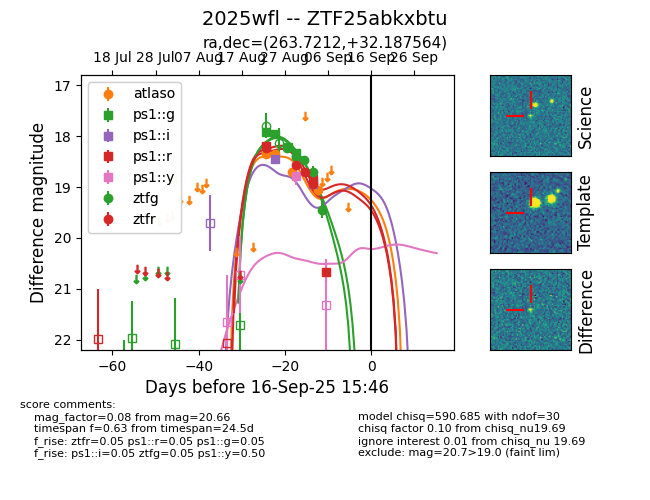 2025wfl -- ZTF25abkxbtu
ra,dec=(263.7212,+32.187564)
18 Jul 28 Jul 07 Aug 17 Aug 27 Aug 06 Sep 16 Sep 26 Sep
17
18
19
20
21
22
Difference magnitude
atlaso
ps1::g
ps1::i
ps1::r
ps1::y
ztfg
ztfr
−60 −40 −20 0
Days before 16-Sep-25 15:46
Science
Template
Difference
score comments:
mag_factor=0.08 from mag=20.66
timespan f=0.63 from timespan=24.5d
f_rise: ztfr=0.05 ps1::r=0.05 ps1::g=0.05
f_rise: ps1::i=0.05 ztfg=0.05 ps1::y=0.50
model chisq=590.685 with ndof=30
chisq factor 0.10 from chisq_nu19.69
ignore interest 0.01 from chisq_nu 19.69
exclude: mag=20.7>19.0 (faint lim)